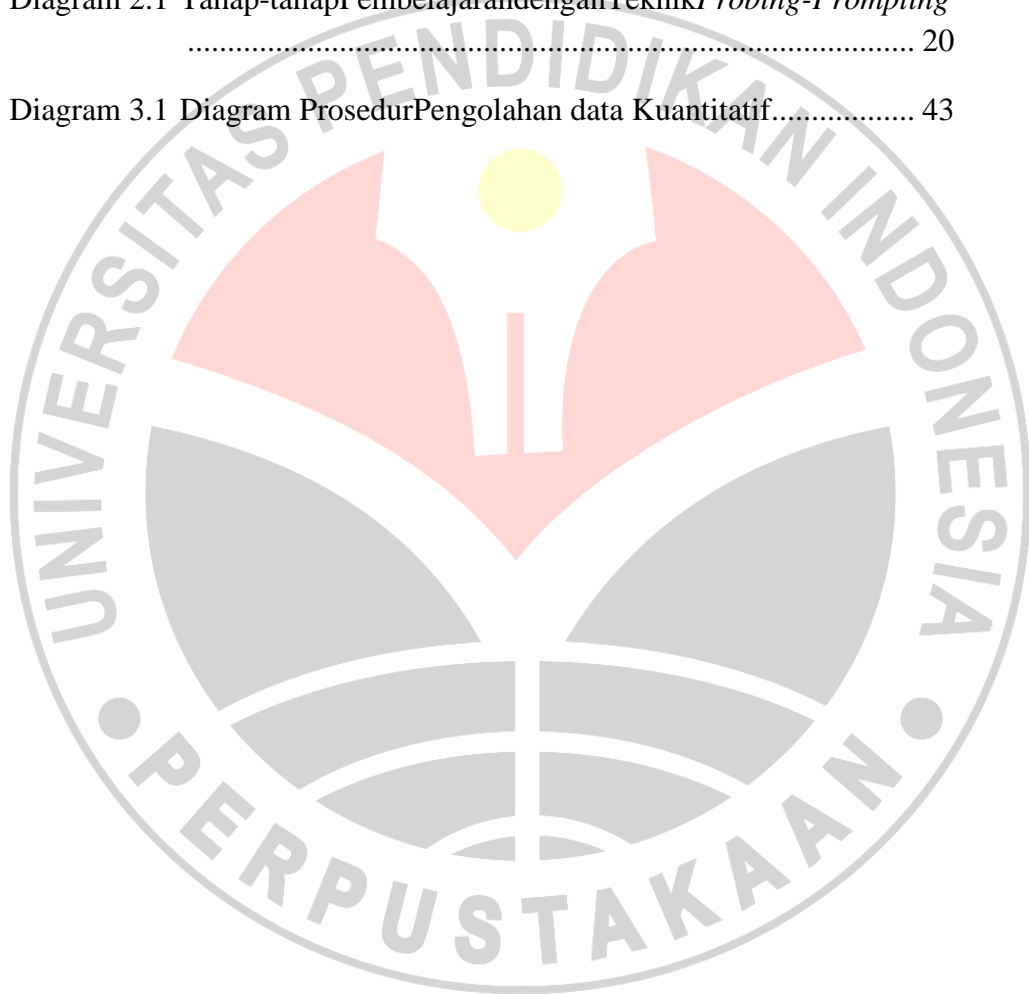 Diagram 2.1 Tahap-tahapPembelajarandenganTeknikProbing-Prompting
........................................................................................... 20
Diagram 3.1 Diagram ProsedurPengolahan data Kuantitatif.................. 43
UNIVERSITAS PENDIDIKAN INDONESIA
PERPUSTAKAAN